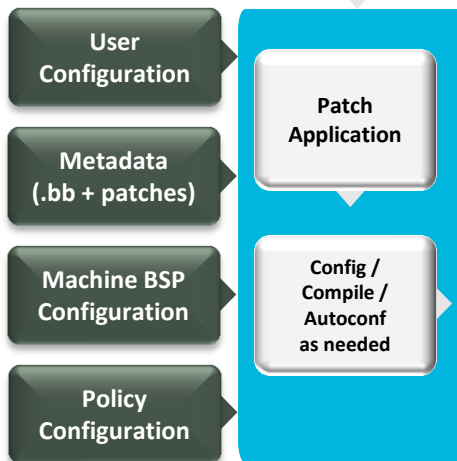 User
Configuration
Metadata
(.bb + patches)
Machine BSP
Configuration
Policy
Configuration
Patch
Application
Config /
Compile /
Autoconf
as needed